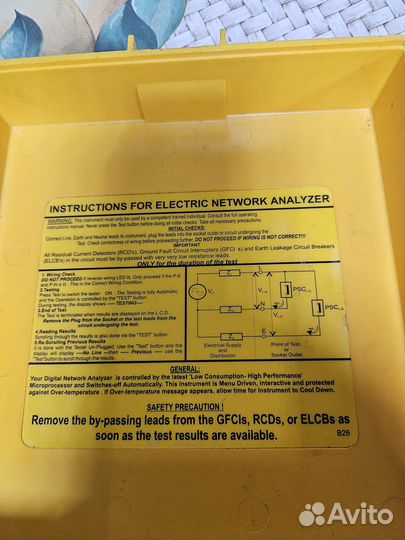 INSTRUCTIONS FOR ELECTRIC NETWORK ANALYZER
WARNING: This instrument must only be used by a competent trained individual. Consult the full operating
instructions manual. Never press the Test button before doing all initial checks. Take all necessary precautions.
INITIAL CHECKS:
Connect Line, Earth and Neutral leads to instrument, plug the leads into the socket outlet or circuit undergoing the
Test. Check correctness of wiring before proceeding further. DO NOT PROCEED IF WIRING IS NOT CORRECT!!!
IMPORTANT
All Residual Current Detectors (RCD's), Ground Fault Circuit Interrupters (GFCI s) and Earth Leakage Circuit Breakers
(ELCB's) in the circuit must be by-passed with very very low resistance leads.
ONLY for the duration of the test
1. Wiring Check
DO NOT PROCEED if reverse wiring LED lit. Only proceed if the P-E
and P-N is lit. This is the Correct Wiring Condition.
2.Testing
Press Test to switch the tester ON. The Testing is fully Automatic
and the Operation is controlled by the "TEST" button.
During testing, the display shows ----- TESTING-----
3.End of Test
The Test is terminated when results are displayed on the L.C.D.
Remove the Plug from the Socket or the test leads from the
circuit undergoing the test.
4.Reading Results
Scrolling through results is also done via the "TEST" button.
5.Re-Scrolling Previous Results
It is done with the Tester Un-Plugged. Use the "Test" button and the
display will display ---No Line ---then ----- Previous ---- use the
"Test" button to scroll through the results.
L
N
E
PSC
PSC
Electrical Supply
and
Distribution
Point of Test,
or
Socket Outlet
GENERAL:
Your Digital Network Analyzer is controlled by the latest 'Low Consumption- High Performance'
Microprocessor and Switches-off Automatically. This Instrument is Menu Driven, interactive and protected
against Over-temperature . If Over-temperature message appears, allow time for Instrument to Cool Down.
SAFETY PRECAUTION !
Remove the by-passing leads from the GFCIs, RCDs, or ELCBs as
soon as the test results are available.
B26
Avito